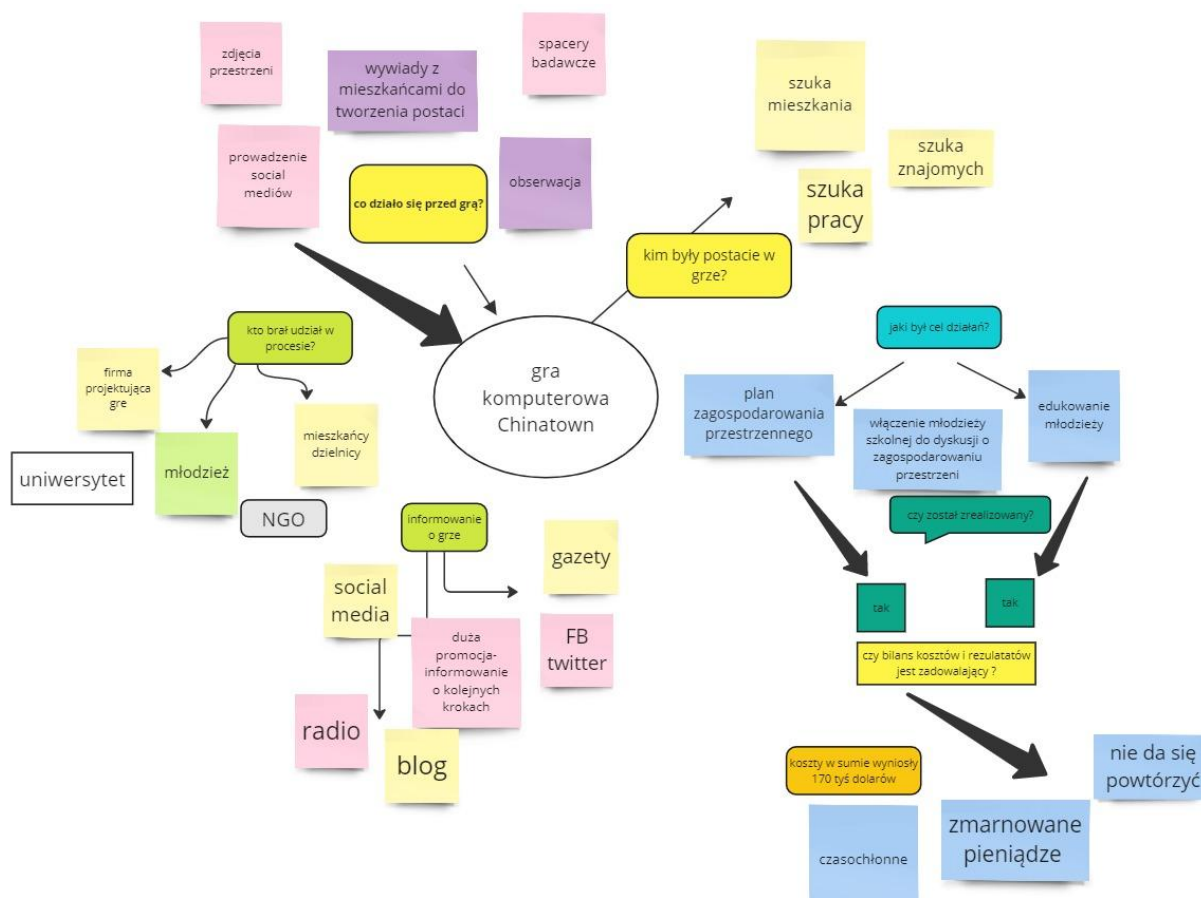 zdjęcia
przestrzeni
wywiady z
mieszkańcami do
tworzenia postaci
spacery
badawcze
prowadzenie
social
mediów
co działo się przed grą?
obserwacja
szuka
mieszkania
szuka
znajomych
szuka
pracy
kim były postacie w
grze?
kto brał udział w
procesie?
firma
projektująca
gre
młodzież
mieszkańcy
dzielnicy
uniwersytet
NGO
gra
komputerowa
Chinatown
jaki był cel działań?
plan
zagospodarowania
przestrzennego
włączenie młodzieży
szkolnej do dyskusji o
zagospodarowaniu
przestrzeni
edukowanie
młodzieży
czy został zrealizowany?
tak
tak
czy bilans kosztów i rezulatatów
jest zadowalający ?
informowanie
o grze
gazety
social
media
duża
promocja-
informowanie
o kolejnych
krokach
FB
twitter
radio
blog
koszty w sumie wyniosły
170 tyś dolarów
czasochłonne
zmarnowane
pieniądze
nie da się
powtórzyć